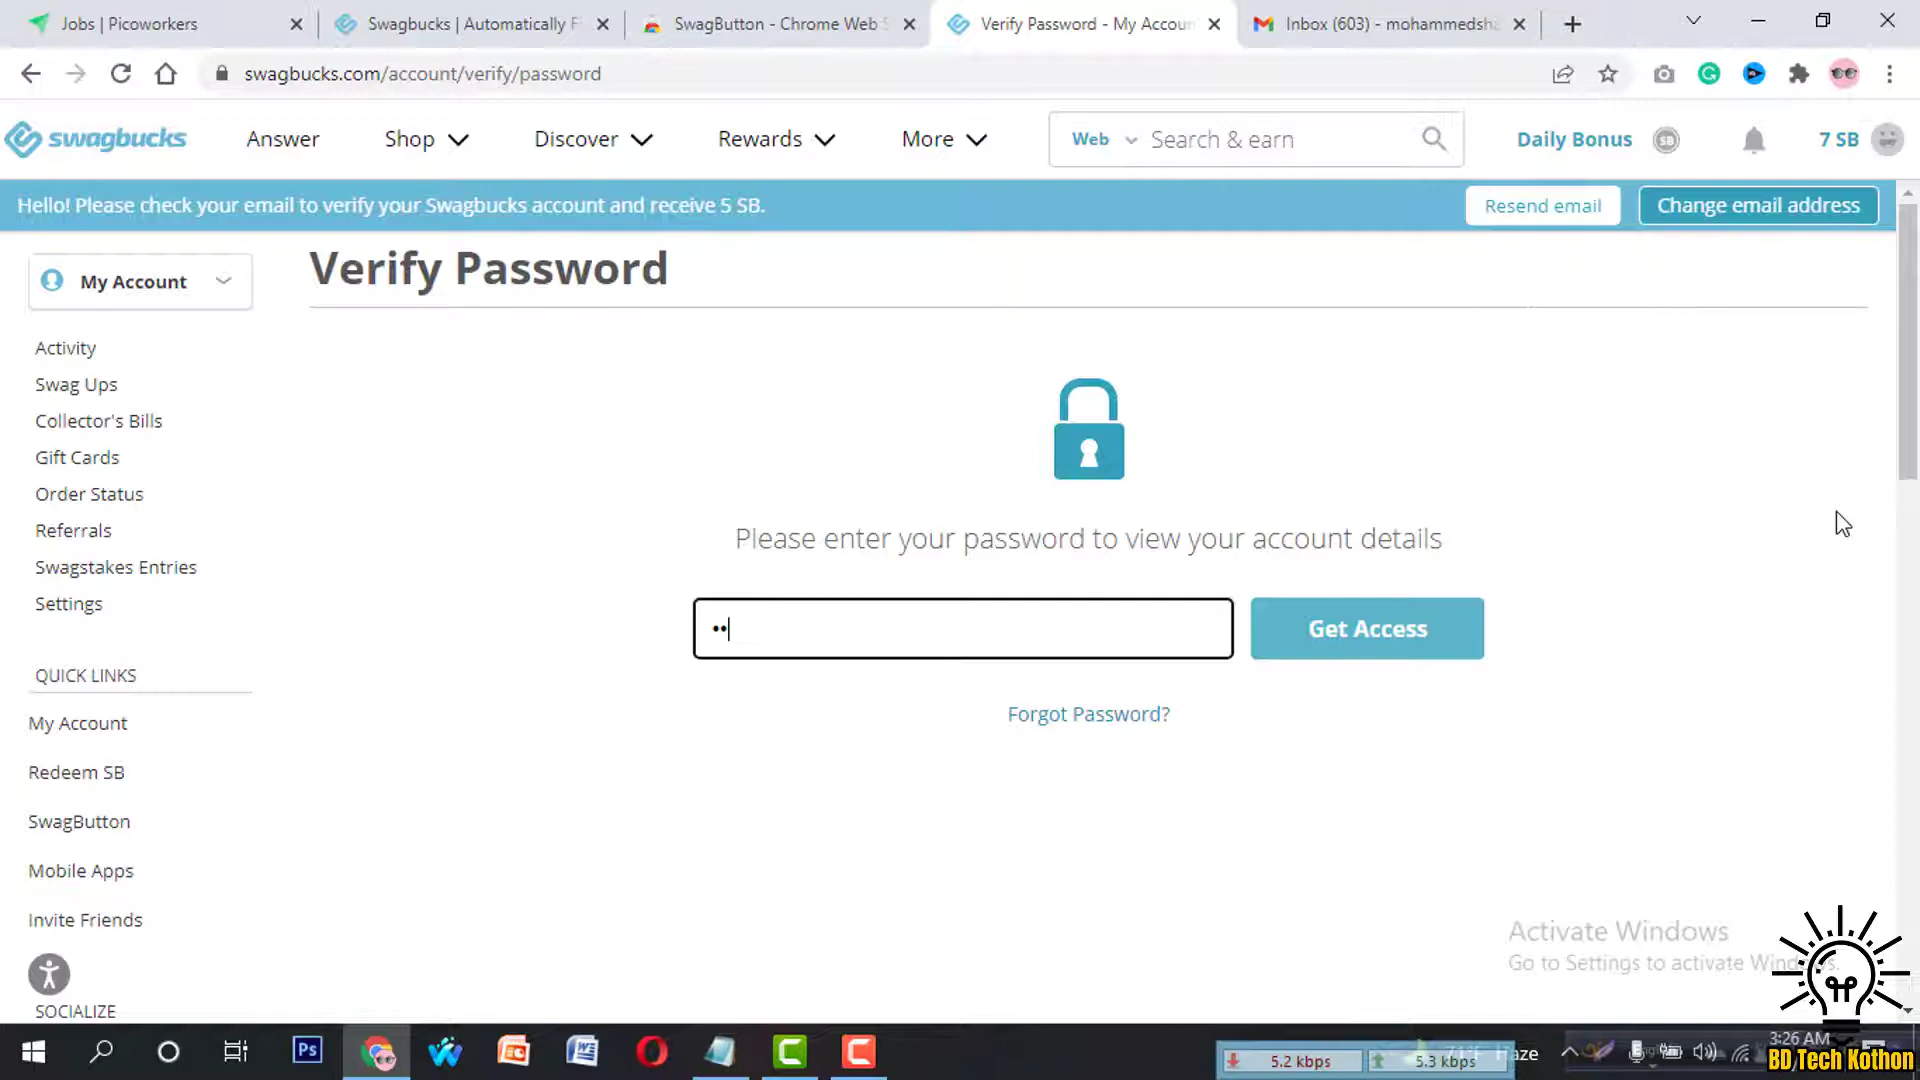 Jobs | Picoworkers
Swagbucks | Automatically F
SwagButton - Chrome Web S
Verify Password - My Accoun
Inbox (603) - mohammedsha
swagbucks.com/account/verify/password
swagbucks
Answer
Shop
Discover
Rewards
More
Web
Search & earn
Daily Bonus
SB
7 SB
Hello! Please check your email to verify your Swagbucks account and receive 5 SB.
Resend email
Change email address
My Account
Verify Password
Activity
Swag Ups
Collector's Bills
Gift Cards
Order Status
Referrals
Swagstakes Entries
Settings
Please enter your password to view your account details
••
Get Access
Forgot Password?
QUICK LINKS
My Account
Redeem SB
SwagButton
Mobile Apps
Invite Friends
SOCIALIZE
Activate Windows
Go to Settings to activate Windows.
Ps
5.2 kbps
5.3 kbps
Haze
3:26 AM
BD Tech Kothon